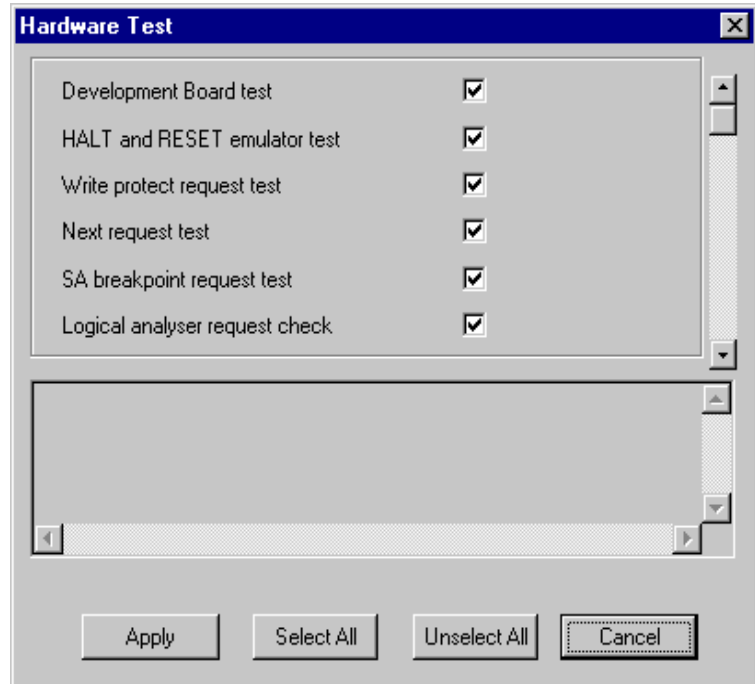 Hardware Test
Development Board test
HALT and RESET emulator test
Write protect request test
Next request test
SA breakpoint request test
Logical analyser request check
Apply Select All Unselect All Cancel